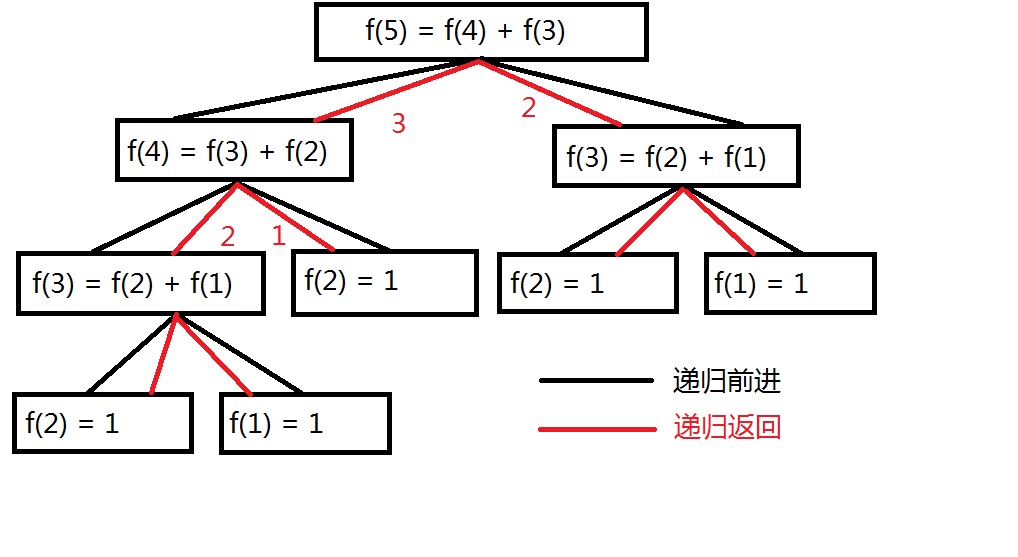 f(5) = f(4) + f(3)
3
2
f(4) = f(3) + f(2)
f(3) = f(2) + f(1)
2
1
f(3) = f(2) + f(1)
f(2) = 1
f(2) = 1
f(1) = 1
递归前进
f(2) = 1
f(1) = 1
递归返回